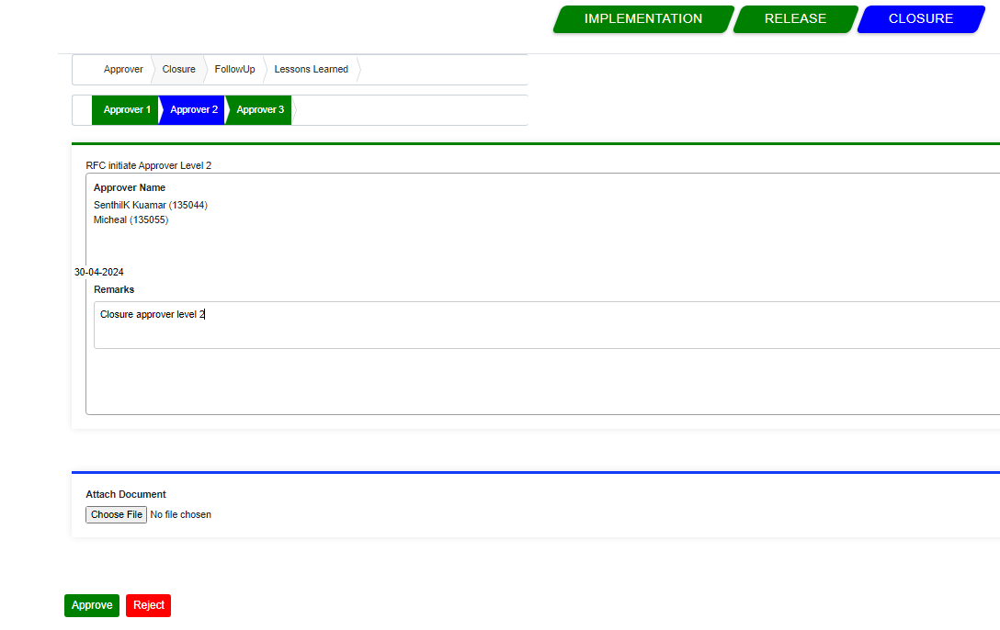 IMPLEMENTATION RELEASE CLOSURE
Approver Closure FollowUp Lessons Learned
Approver 1 Approver 2 Approver 3
RFC initiate Approver Level 2
Approver Name
SenthilK Kuamar (135044)
Micheal (135055)
30-04-2024
Remarks
Closure approver level 2
Attach Document
Choose File No file chosen
Approve Reject